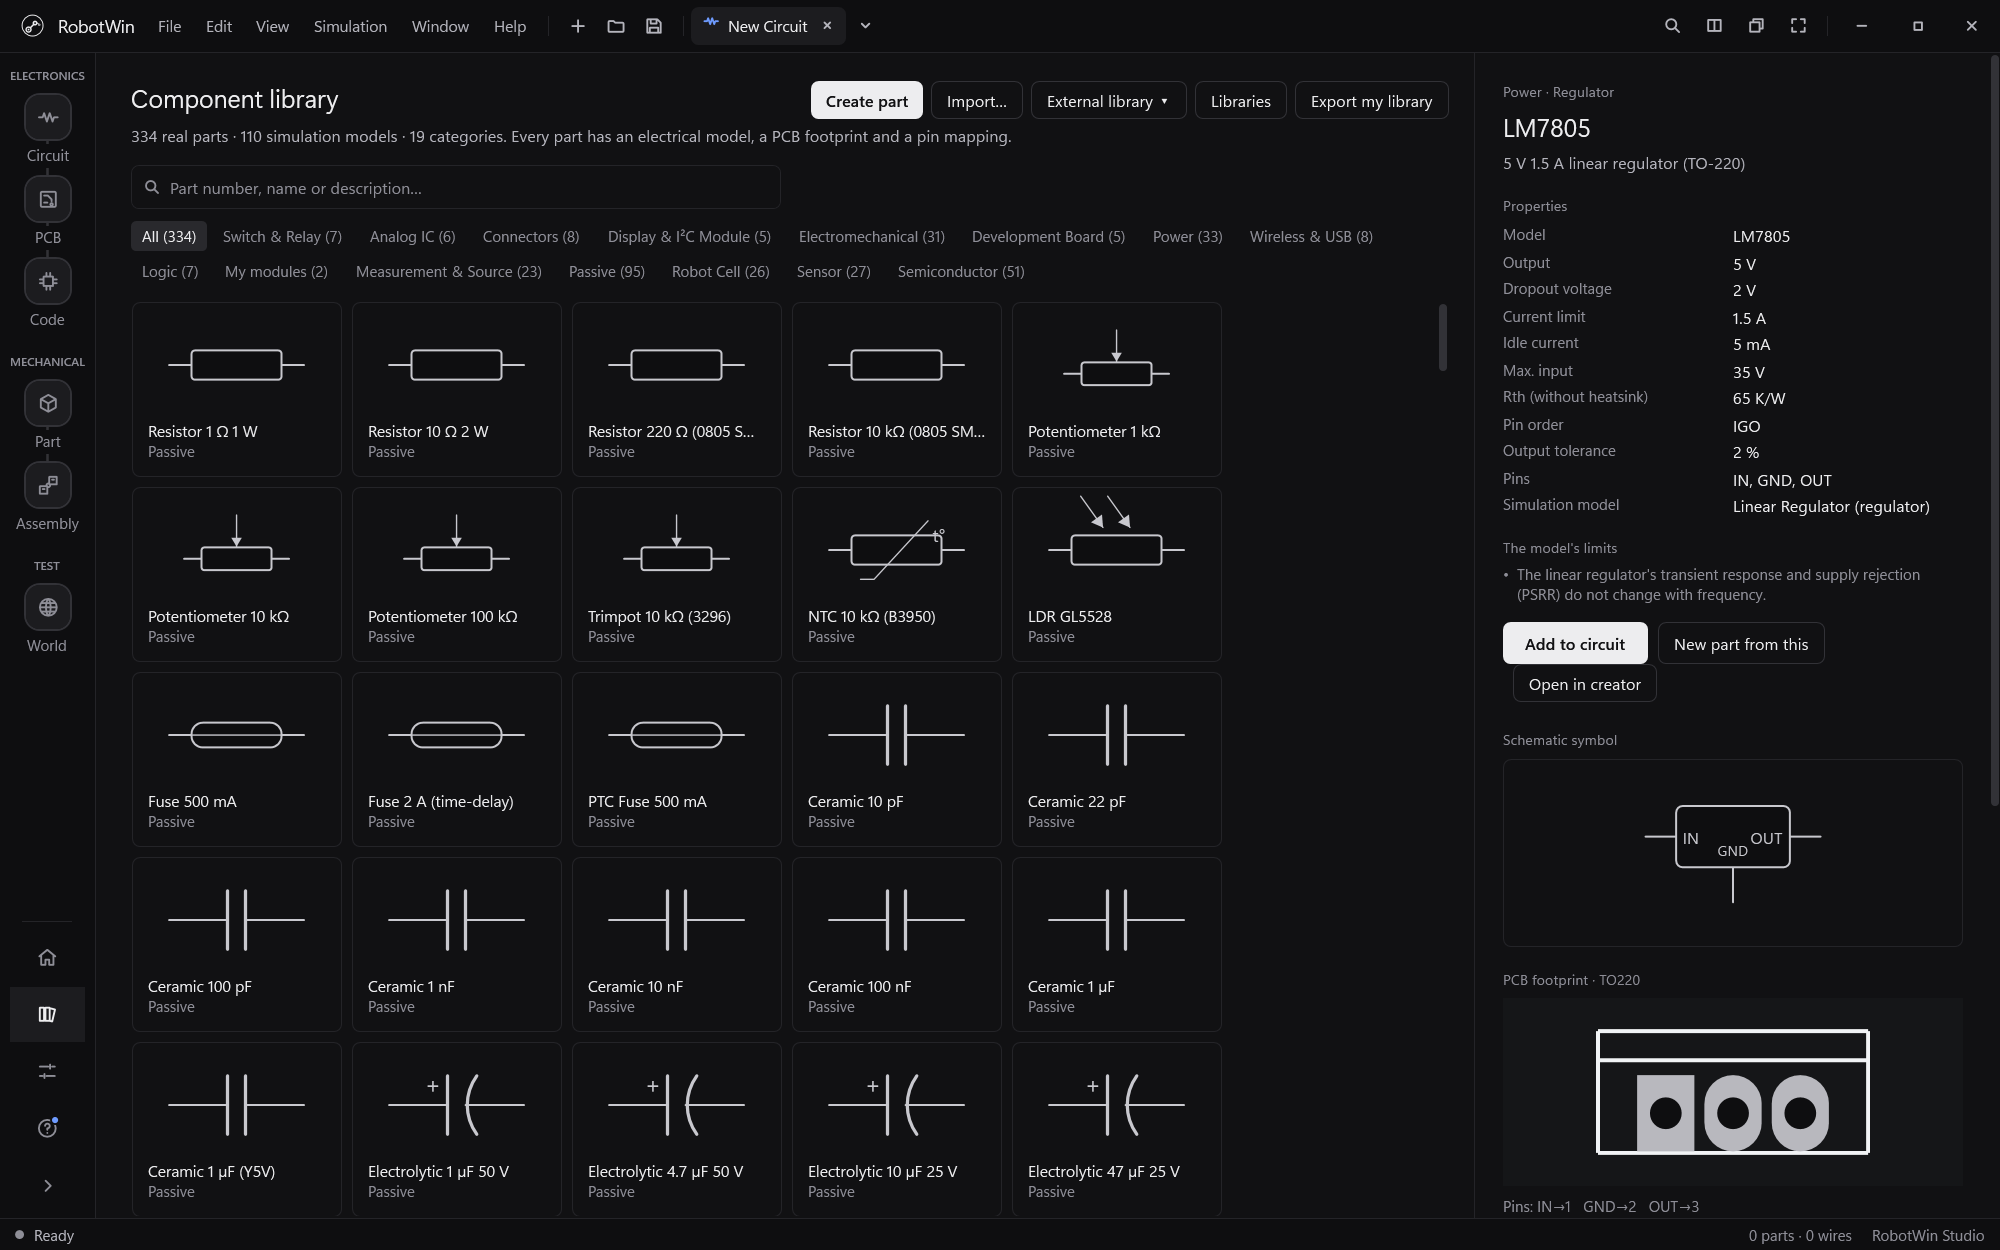 RobotWin File Edit View Simulation Window Help New Circuit
ELECTRONICS
Circuit
PCB
Code
MECHANICAL
Part
Assembly
TEST
World
Component library
Create part Import... External library Libraries Export my library
334 real parts · 110 simulation models · 19 categories. Every part has an electrical model, a PCB footprint and a pin mapping.
Part number, name or description...
All (334) Switch & Relay (7) Analog IC (6) Connectors (8) Display & I²C Module (5) Electromechanical (31) Development Board (5) Power (33) Wireless & USB (8)
Logic (7) My modules (2) Measurement & Source (23) Passive (95) Robot Cell (26) Sensor (27) Semiconductor (51)
Resistor 1 Ω 1 W
Passive
Resistor 10 Ω 2 W
Passive
Resistor 220 Ω (0805 S...
Passive
Resistor 10 kΩ (0805 SM...
Passive
Potentiometer 1 kΩ
Passive
Potentiometer 10 kΩ
Passive
Potentiometer 100 kΩ
Passive
Trimpot 10 kΩ (3296)
Passive
t°
NTC 10 kΩ (B3950)
Passive
LDR GL5528
Passive
Fuse 500 mA
Passive
Fuse 2 A (time-delay)
Passive
PTC Fuse 500 mA
Passive
Ceramic 10 pF
Passive
Ceramic 22 pF
Passive
Ceramic 100 pF
Passive
Ceramic 1 nF
Passive
Ceramic 10 nF
Passive
Ceramic 100 nF
Passive
Ceramic 1 µF
Passive
Ceramic 1 µF (Y5V)
Passive
+
Electrolytic 1 µF 50 V
Passive
+
Electrolytic 4.7 µF 50 V
Passive
+
Electrolytic 10 µF 25 V
Passive
+
Electrolytic 47 µF 25 V
Passive
Power · Regulator
LM7805
5 V 1.5 A linear regulator (TO-220)
Properties
Model LM7805
Output 5 V
Dropout voltage 2 V
Current limit 1.5 A
Idle current 5 mA
Max. input 35 V
Rth (without heatsink) 65 K/W
Pin order IGO
Output tolerance 2 %
Pins IN, GND, OUT
Simulation model Linear Regulator (regulator)
The model's limits
• The linear regulator's transient response and supply rejection
(PSRR) do not change with frequency.
Add to circuit New part from this
Open in creator
Schematic symbol
IN OUT
GND
PCB footprint · TO220
Pins: IN→1 GND→2 OUT→3
Ready 0 parts · 0 wires RobotWin Studio